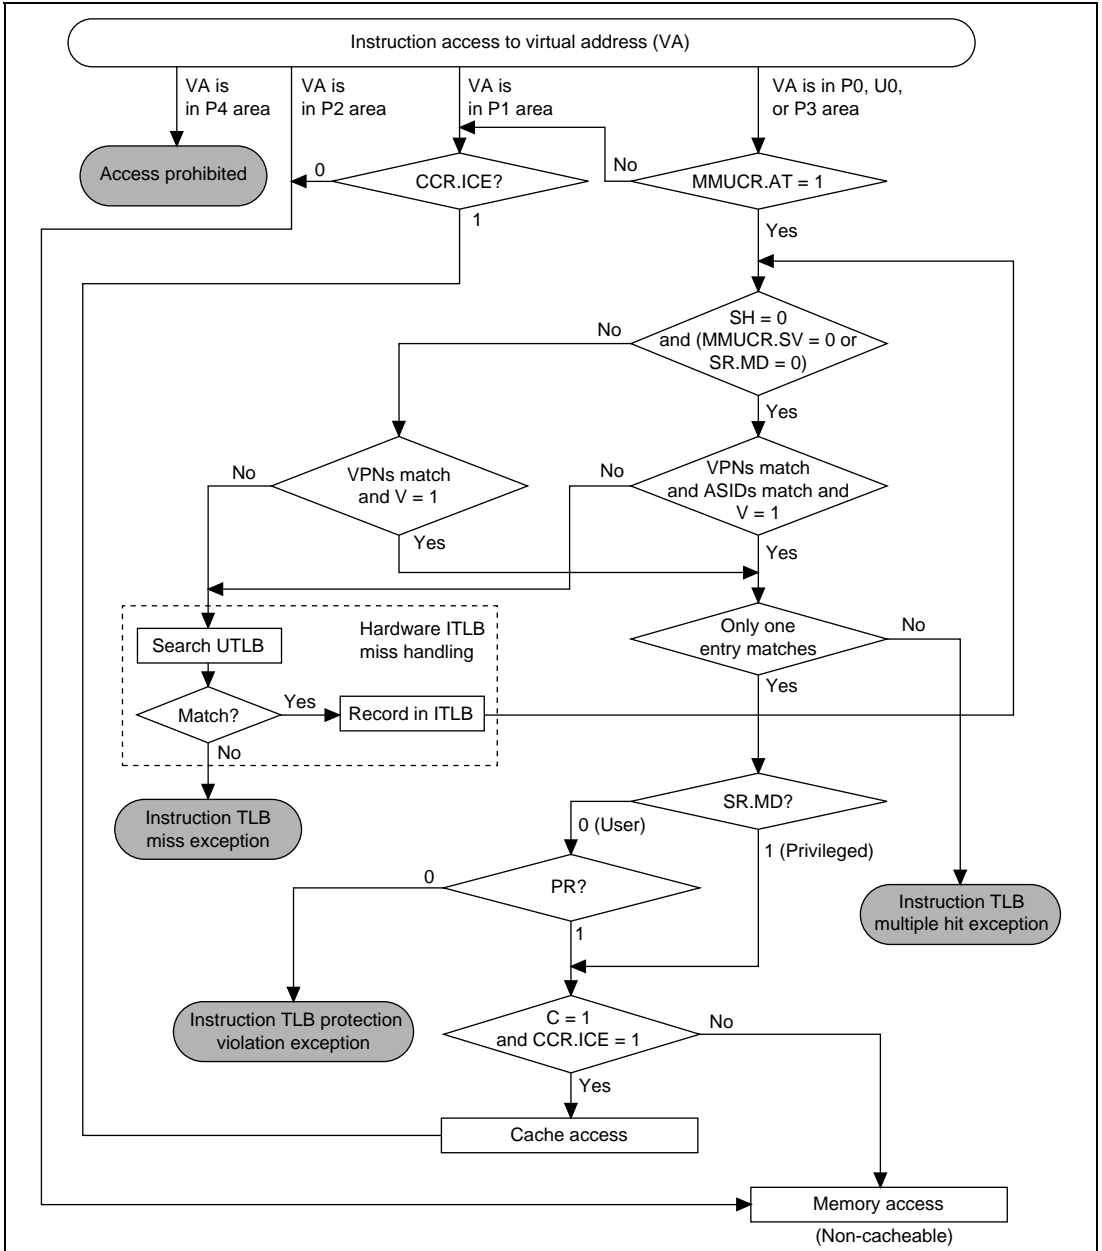 Instruction access to virtual address (VA)
VA is
in P4 area
VA is
in P2 area
VA is
in P1 area
VA is in P0, U0,
or P3 area
Access prohibited
0
CCR.ICE?
1
No
MMUCR.AT = 1
Yes
SH = 0
and (MMUCR.SV = 0 or
SR.MD = 0)
No
Yes
No
VPNs match
and V = 1
Yes
No
VPNs match
and ASIDs match and
V = 1
Yes
Hardware ITLB
miss handling
Search UTLB
Only one
entry matches
No
Yes
Match?
Yes
Record in ITLB
No
Instruction TLB
miss exception
SR.MD?
0 (User)
1 (Privileged)
0
PR?
1
Instruction TLB
multiple hit exception
Instruction TLB protection
violation exception
C = 1
and CCR.ICE = 1
No
Yes
Cache access
Memory access
(Non-cacheable)